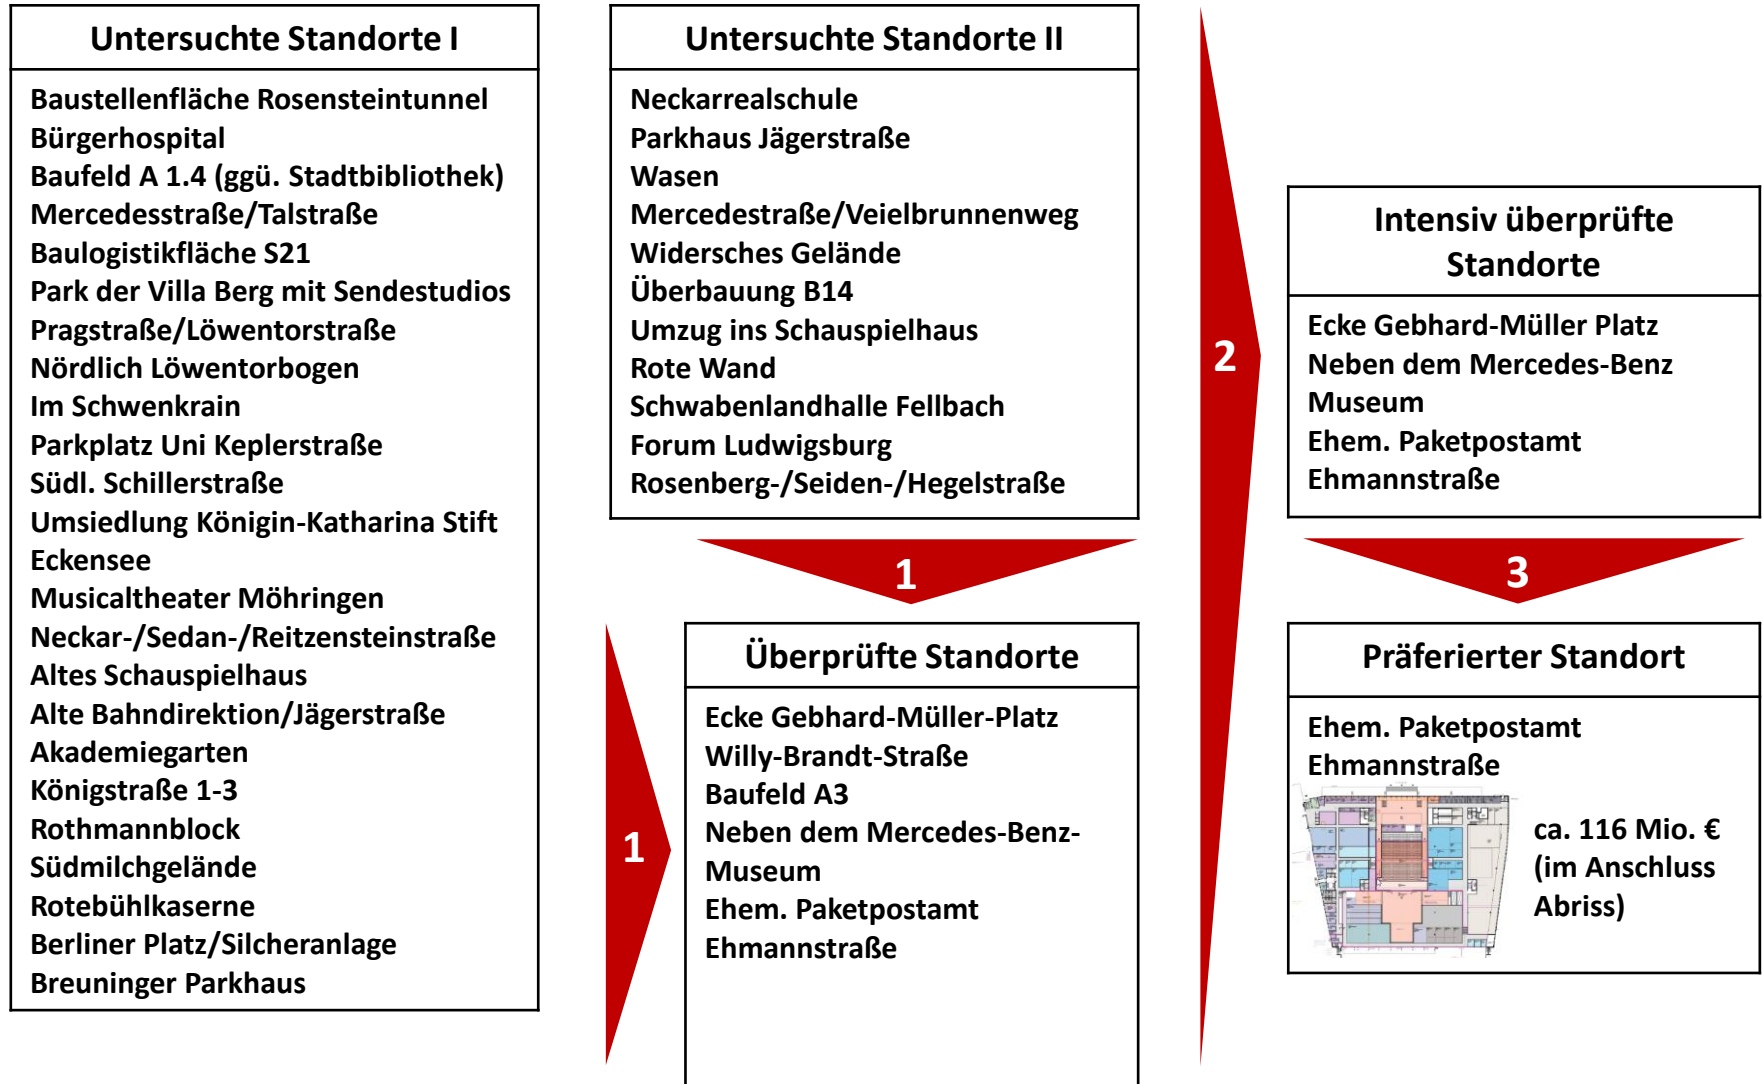 Untersuchte Standorte I
Baustellenfläche Rosensteintunnel
Bürgerhospital
Baufeld A 1.4 (ggü. Stadtbibliothek)
Mercedesstraße/Talstraße
Baulogistikfläche S21
Park der Villa Berg mit Sendestudios
Pragstraße/Löwentorstraße
Nördlich Löwentorbogen
Im Schwenkrain
Parkplatz Uni Keplerstraße
Südl. Schillerstraße
Umsiedlung Königin-Katharina Stift
Eckensee
Musicaltheater Möhringen
Neckar-/Sedan-/Reitzensteinstraße
Altes Schauspielhaus
Alte Bahndirektion/Jägerstraße
Akademiegarten
Königstraße 1-3
Rothmannblock
Südmilchgelände
Rotebühlkaserne
Berliner Platz/Silcheranlage
Breuninger Parkhaus
Untersuchte Standorte II
Neckarrealschule
Parkhaus Jägerstraße
Wasen
Mercedestraße/Veielbrunnenweg
Widersches Gelände
Überbauung B14
Umzug ins Schauspielhaus
Rote Wand
Schwabenlandhalle Fellbach
Forum Ludwigsburg
Rosenberg-/Seiden-/Hegelstraße
1
1
Überprüfte Standorte
Ecke Gebhard-Müller-Platz
Willy-Brandt-Straße
Baufeld A3
Neben dem Mercedes-Benz-
Museum
Ehem. Paketpostamt
Ehmannstraße
2
Intensiv überprüfte
Standorte
Ecke Gebhard-Müller Platz
Neben dem Mercedes-Benz
Museum
Ehem. Paketpostamt
Ehmannstraße
3
Präferierter Standort
Ehem. Paketpostamt
Ehmannstraße
ca. 116 Mio. €
(im Anschluss
Abriss)